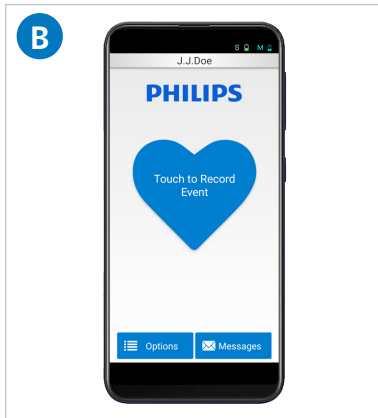 B
S M
J.J.Doe
PHILIPS
Touch to Record
Event
Options Messages